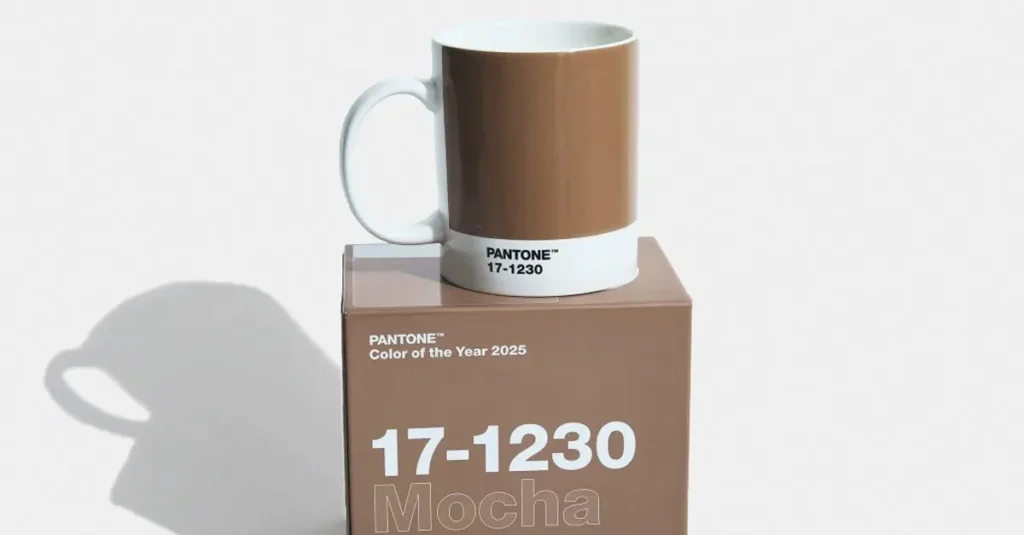 PANTONE™
17-1230
PANTONE™
Color of the Year 2025
17-1230
Mocha